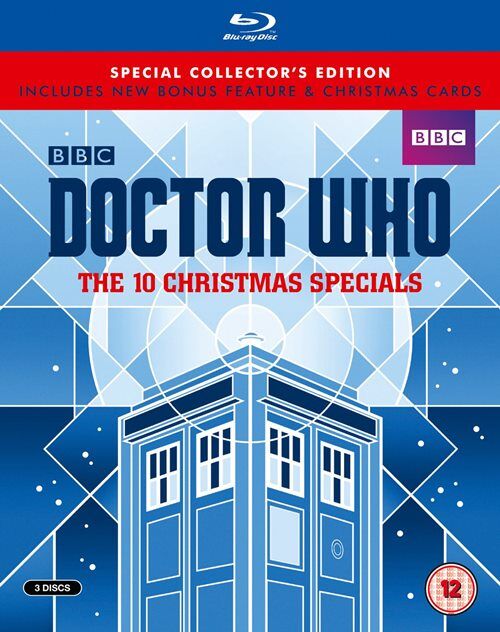 Blu-ray Disc
SPECIAL COLLECTOR'S EDITION
INCLUDES NEW BONUS FEATURE & CHRISTMAS CARDS
BBC
BBC
DOCTOR WHO
THE 10 CHRISTMAS SPECIALS
3 DISCS
12